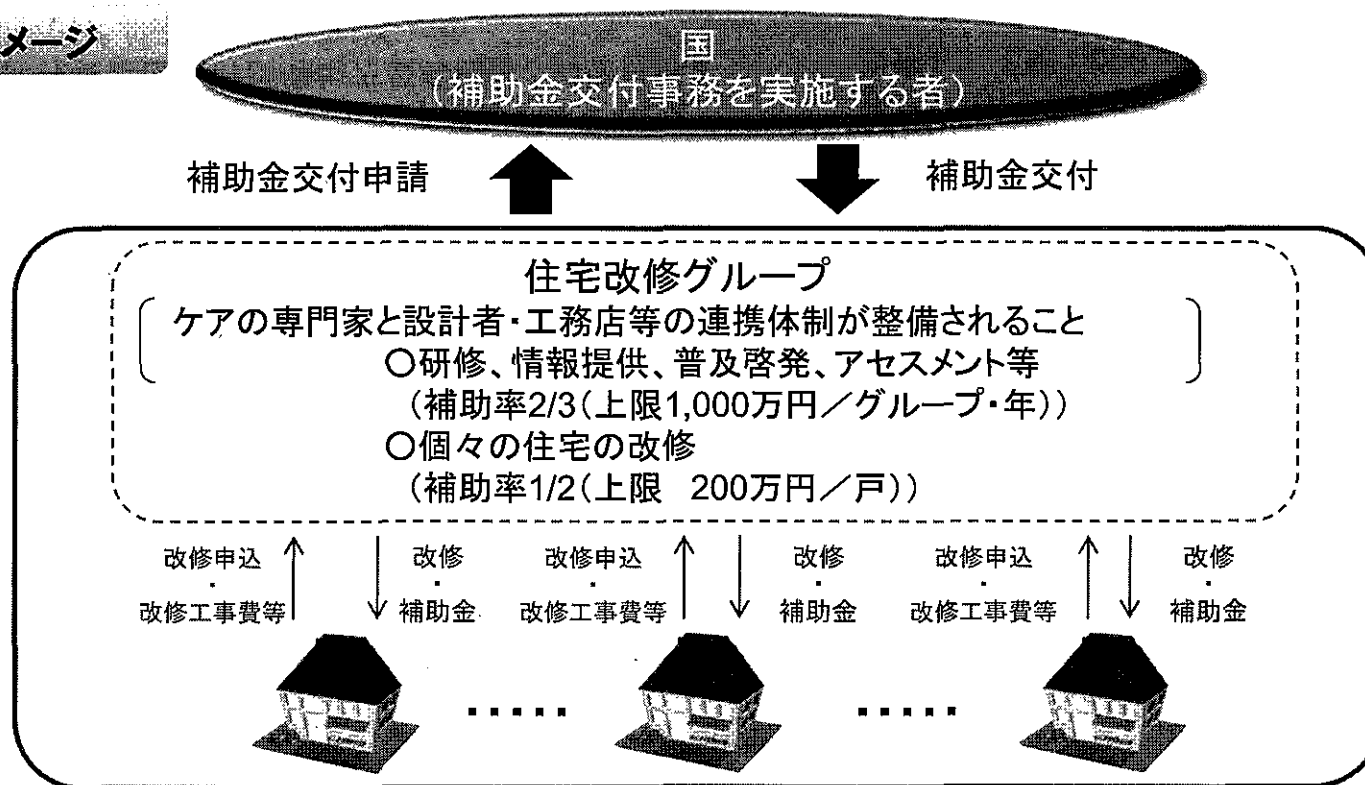 メージ
国
(補助金交付事務を実施する者)
補助金交付申請
補助金交付
住宅改修グループ
ケアの専門家と設計者・工務店等の連携体制が整備されること
○研修、情報提供、普及啓発、アセスメント等
(補助率2/3(上限1,000万円/グループ・年))
○個々の住宅の改修
(補助率1/2(上限 200万円/戸))
改修申込
・
改修工事費等
改修
・
補助金
改修申込
・
改修工事費等
改修
・
補助金
改修申込
・
改修工事費等
改修
・
補助金
・・・・・
・・・・・